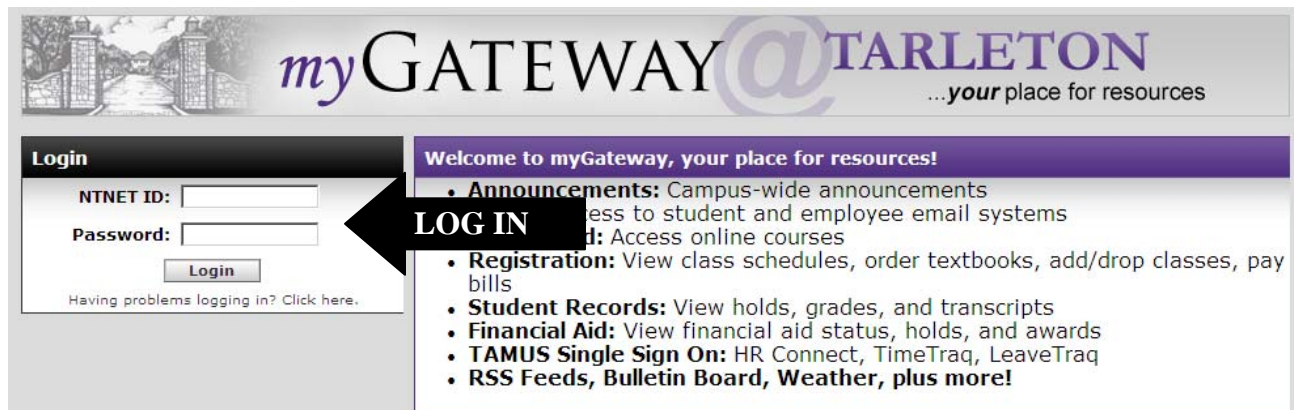 myGATEWAY@TARLETON
...your place for resources
Login
NTNET ID:
Password:
Login
Having problems logging in? Click here.
LOG IN
Welcome to myGateway, your place for resources!
• Announcements: Campus-wide announcements
to student and employee email systems
Access online courses
• Registration: View class schedules, order textbooks, add/drop classes, pay
bills
• Student Records: View holds, grades, and transcripts
• Financial Aid: View financial aid status, holds, and awards
• TAMUS Single Sign On: HR Connect, TimeTraq, LeaveTraq
• RSS Feeds, Bulletin Board, Weather, plus more!